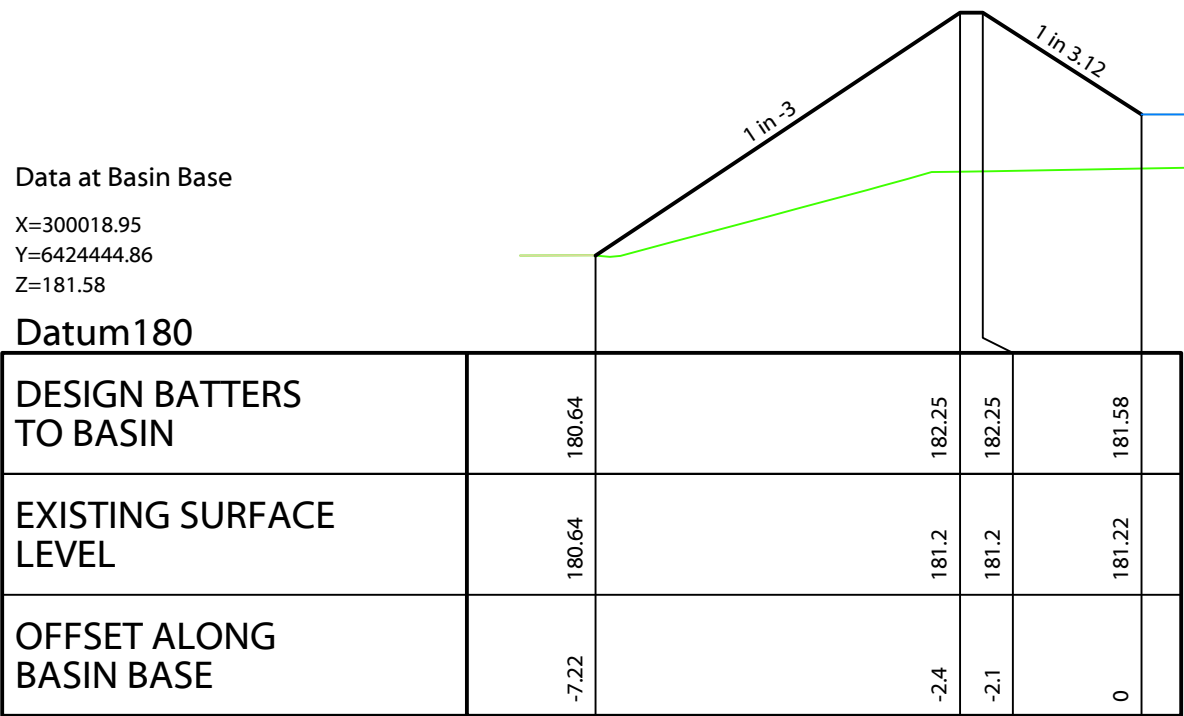 1 in -3
1 in 3.12
Data at Basin Base
X=300018.95
Y=6424444.86
Z=181.58
Datum180
DESIGN BATTERS
TO BASIN
180.64
182.25
182.25
181.58
EXISTING SURFACE
LEVEL
180.64
181.2
181.2
181.22
OFFSET ALONG
BASIN BASE
-7.22
-2.4
-2.1
0